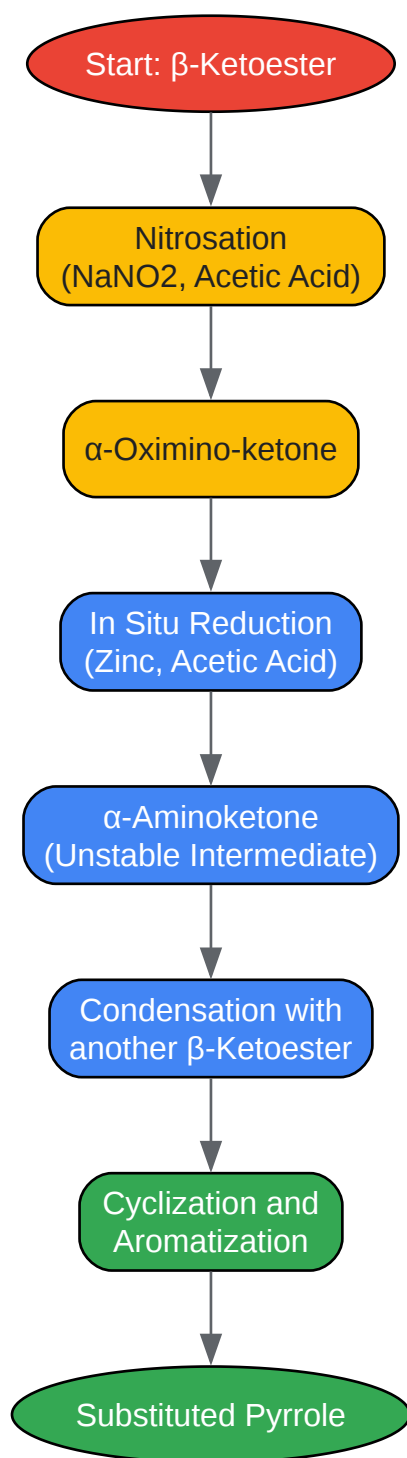 Start: β-Ketoester
Nitrosation
(NaNO2, Acetic Acid)
α-Oximino-ketone
In Situ Reduction
(Zinc, Acetic Acid)
α-Aminoketone
(Unstable Intermediate)
Condensation with
another β-Ketoester
Cyclization and
Aromatization
Substituted Pyrrole